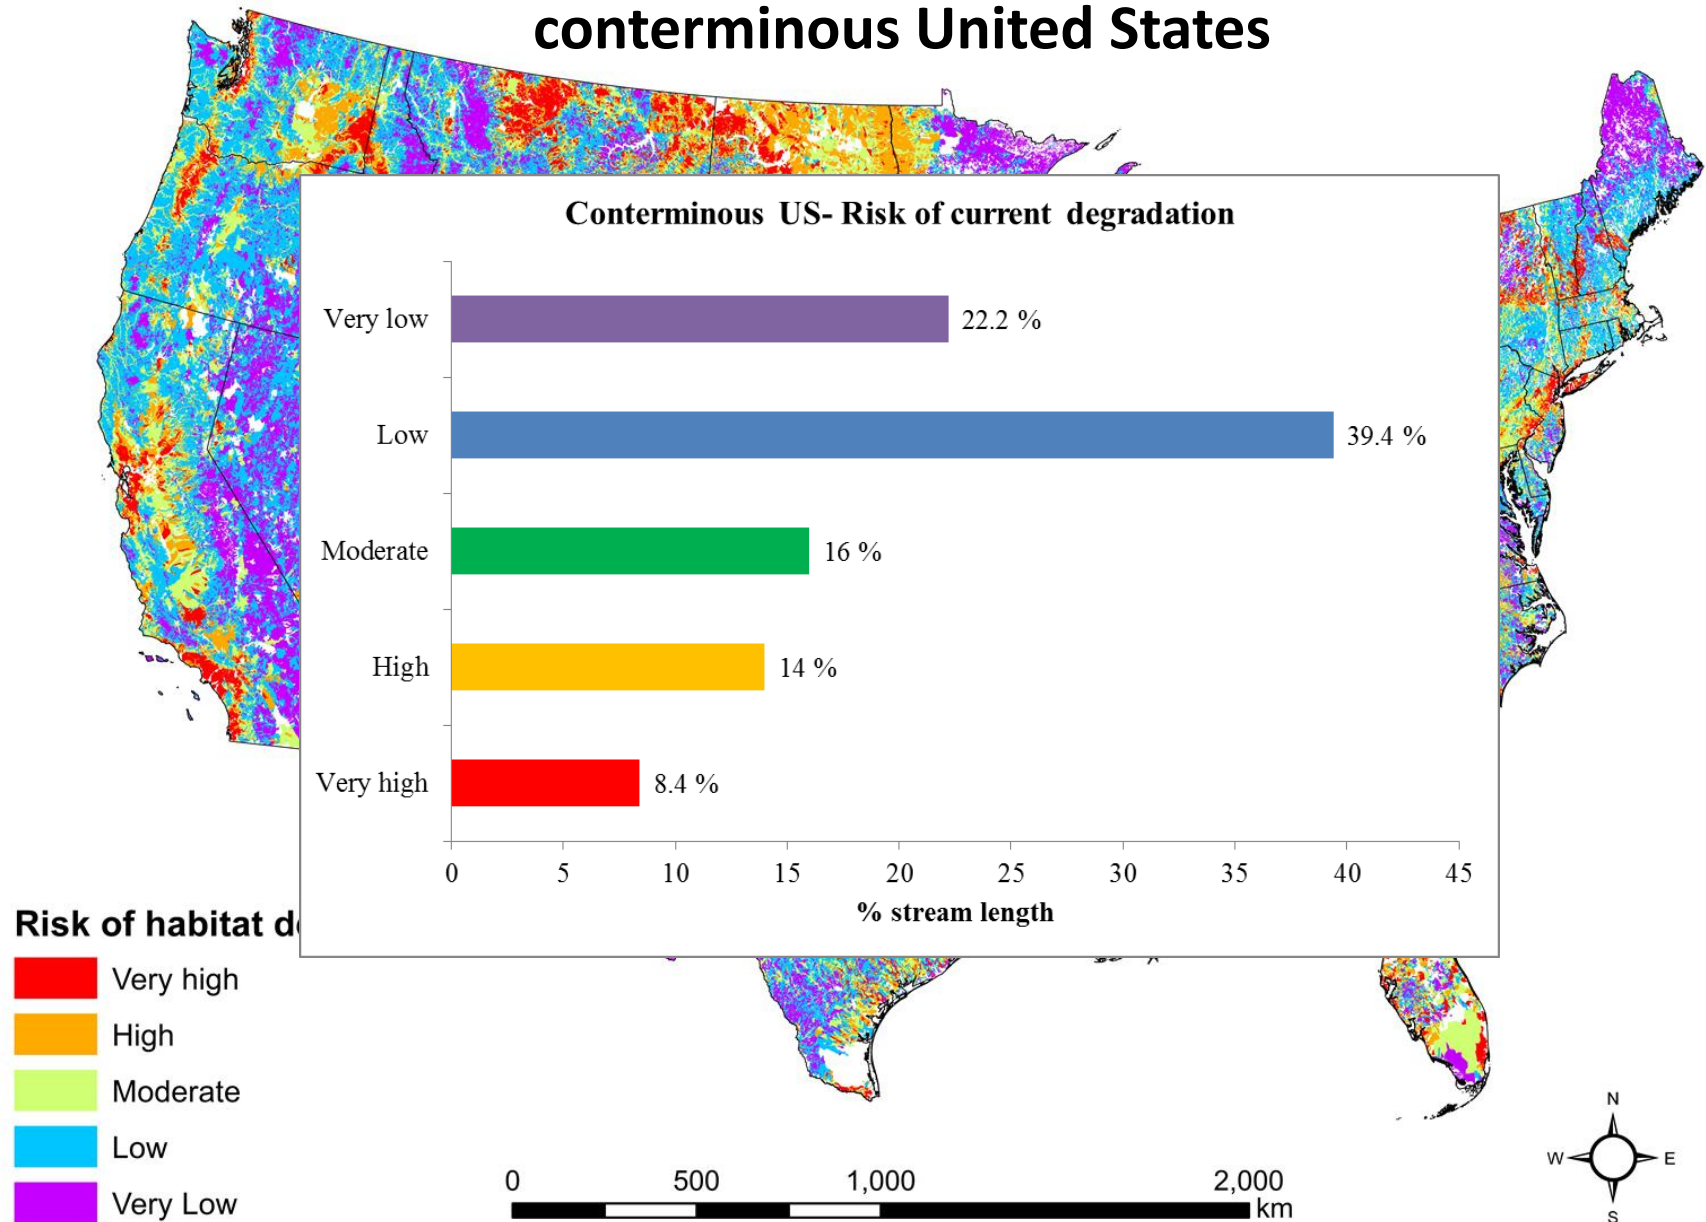 conterminous United States
Conterminous US- Risk of current degradation
Very low
22.2 %
Low
39.4 %
Moderate
16 %
High
14 %
Very high
8.4 %
0 5 10 15 20 25 30 35 40 45
% stream length
Risk of habitat
Very high
High
Moderate
Low
Very Low
0 500 1,000 2,000
km
N
W E
S